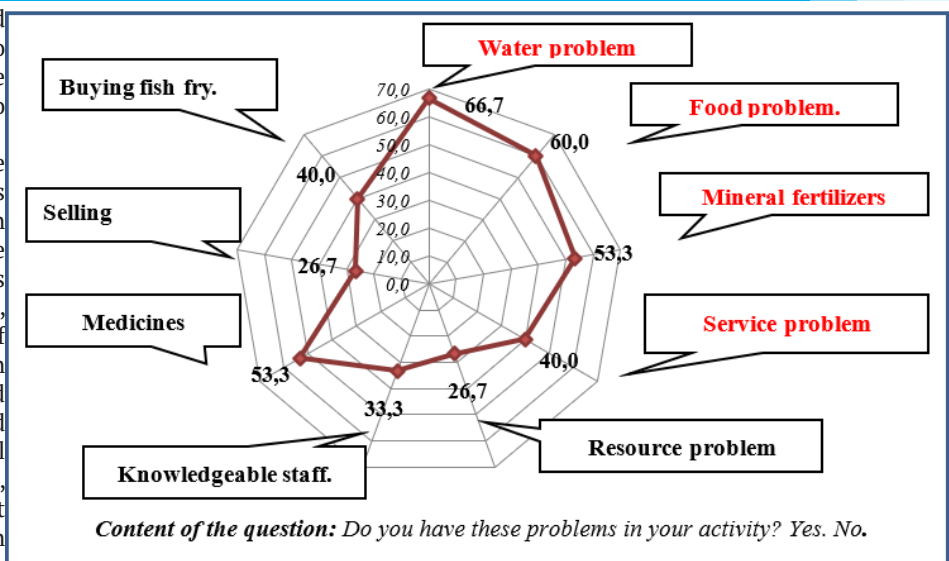 Water problem
Buying fish fry.
70,0
66,7
Food problem.
60,0
60,0
50,0
40,0
40,0
Mineral fertilizers
30,0
Selling
20,0
53,3
26,7
10,0
0,0
Medicines
Service problem
53,3
40,0
26,7
33,3
Resource problem
Knowledgeable staff.
Content of the question: Do you have these problems in your activity? Yes. No.